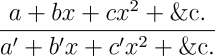 a + bx + cx² + &c.
a′ + b′x + c′x² + &c.